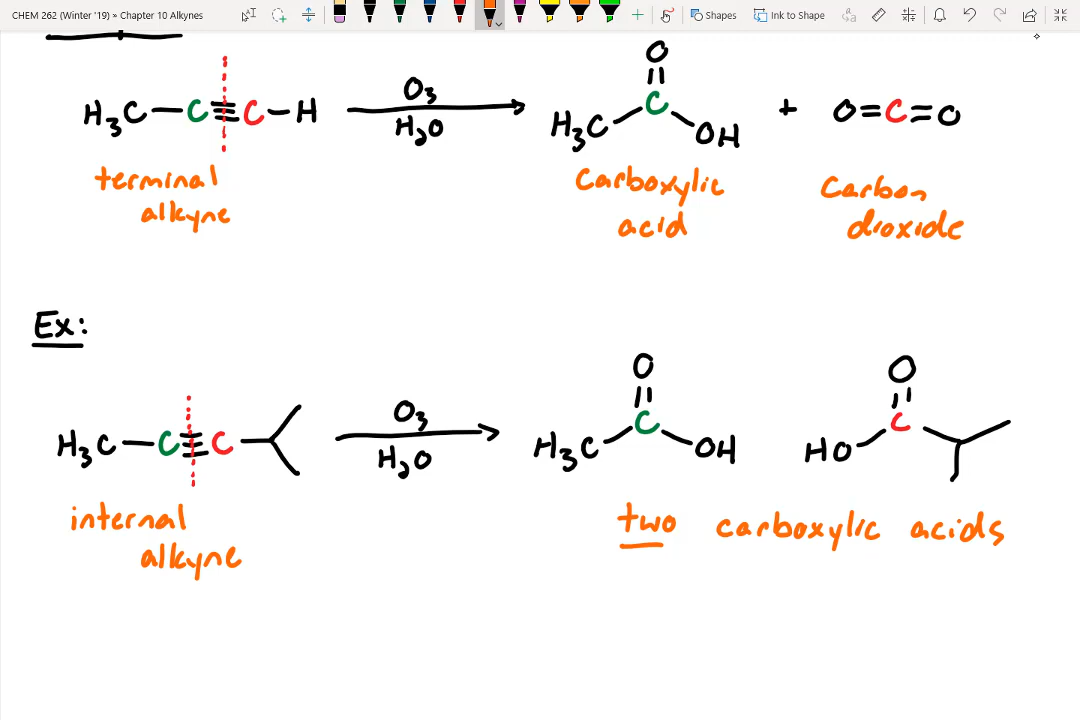 CHEM 262 (Winter '19) » Chapter 10 Alkynes
Shapes
Ink to Shape
H₃C—C≡C—H
O₃
H₂O
O
H₃C C OH
+
O=C=O
terminal
alkyne
Carboxylic
acid
Carbon
dioxide
Ex:
H₃C—C≡C
O₃
H₂O
O
H₃C C OH
O
HO C
internal
alkyne
two carboxylic acids